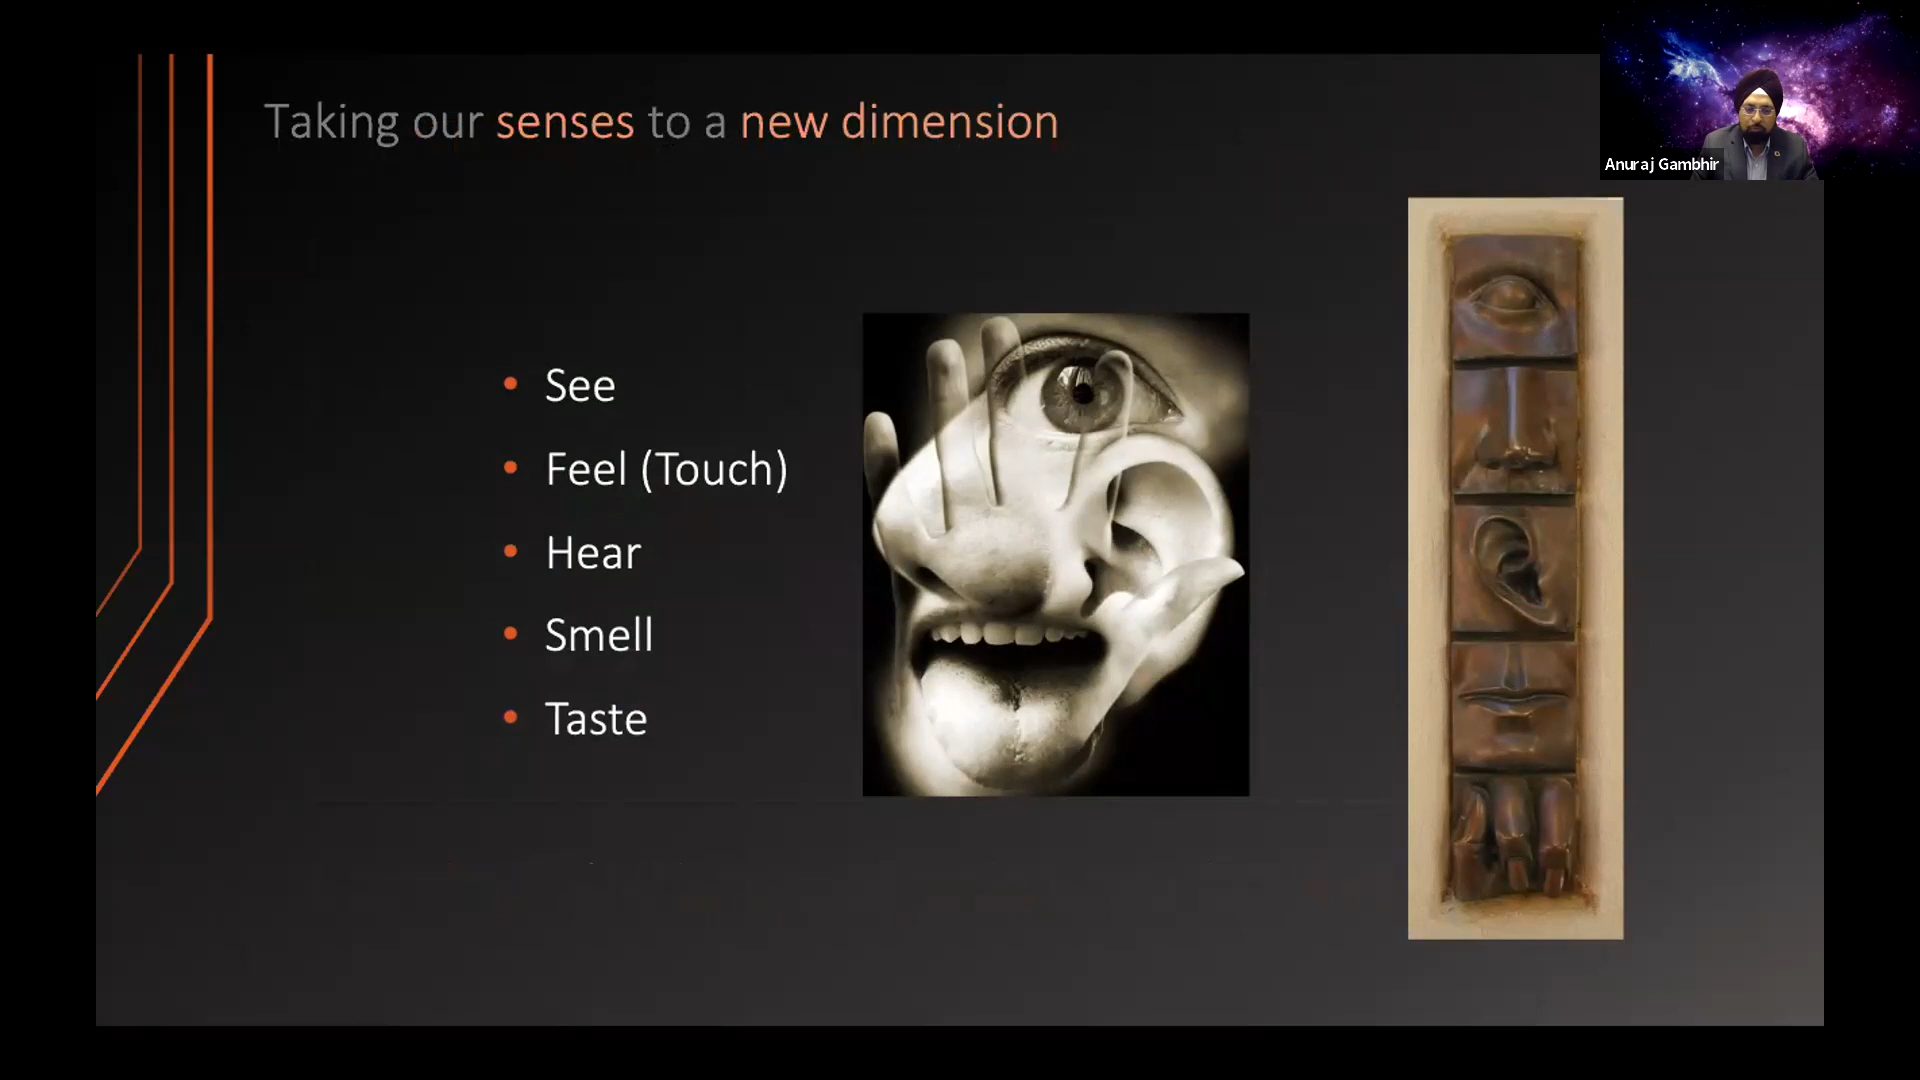 Taking our senses to a new dimension
Anuraj Gambhir
See
Feel (Touch)
Hear
Smell
Taste